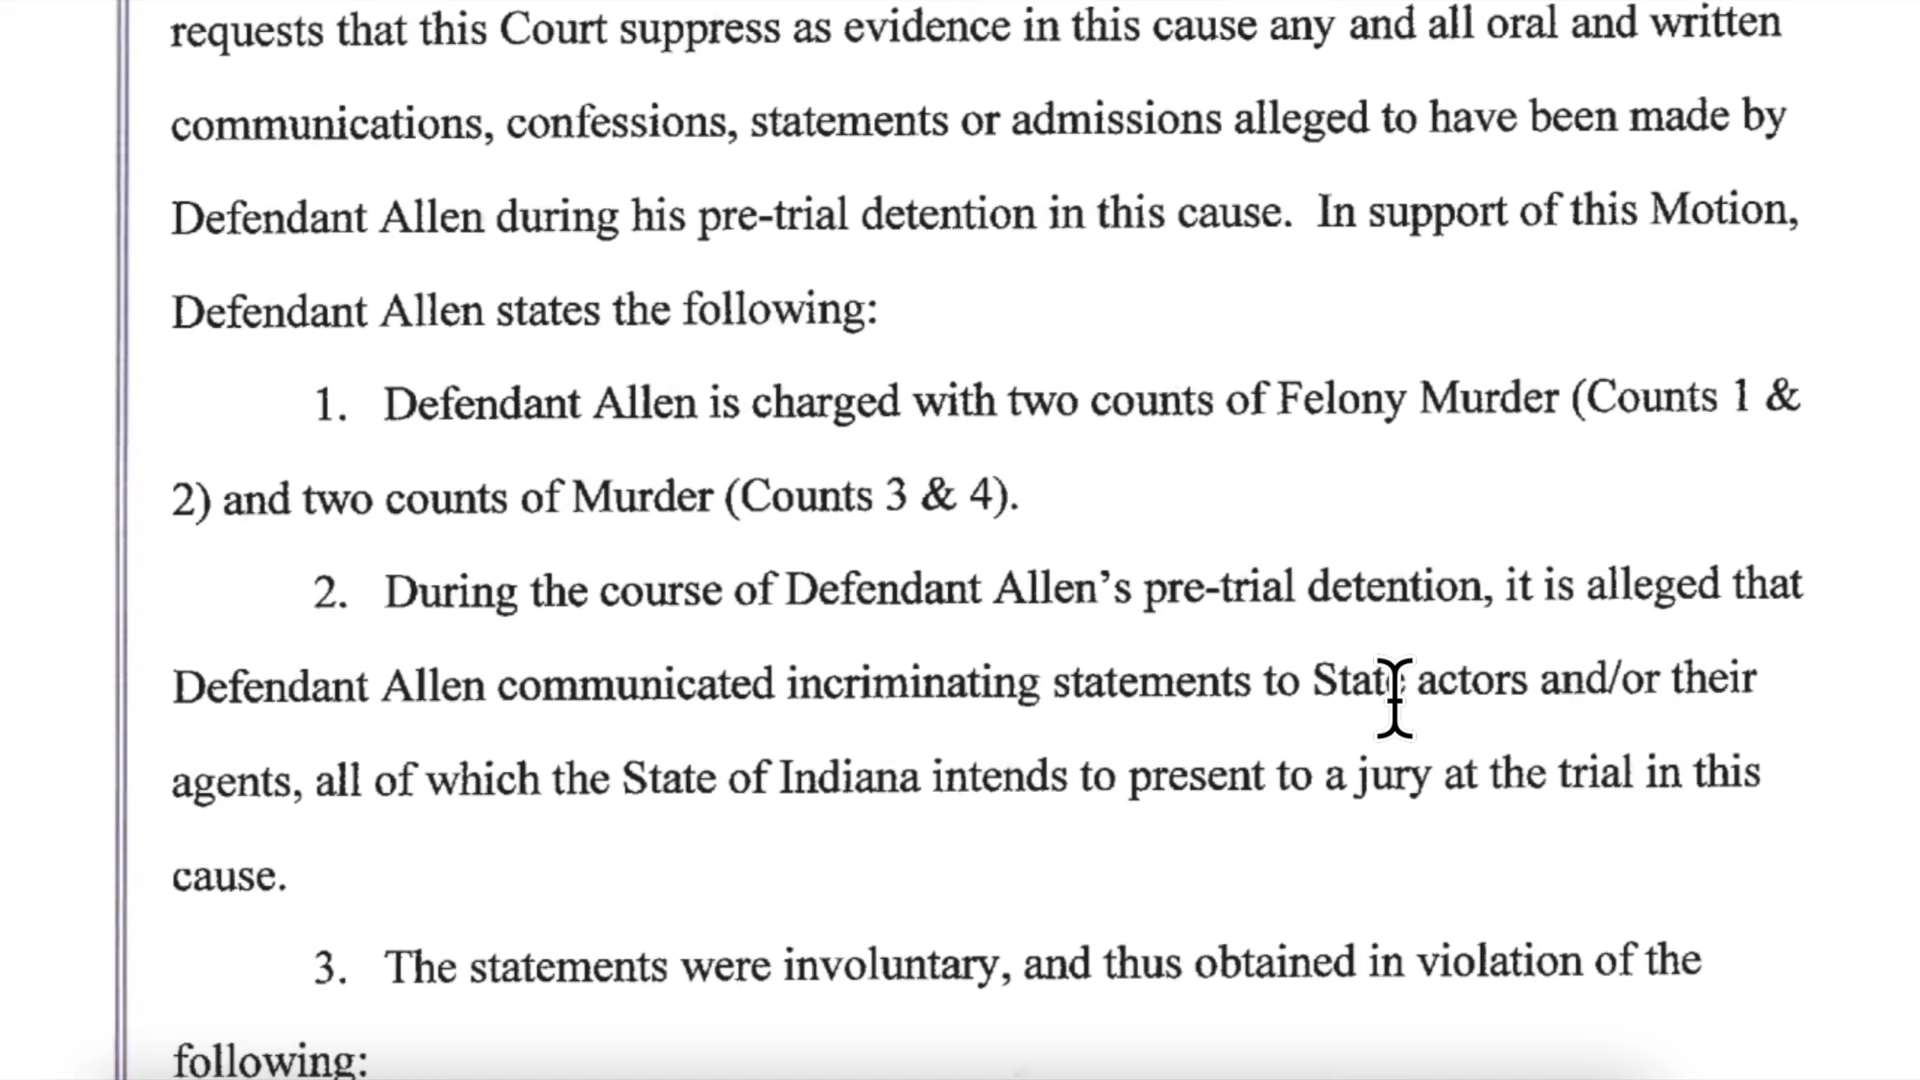 requests that this Court suppress as evidence in this cause any and all oral and written
communications, confessions, statements or admissions alleged to have been made by
Defendant Allen during his pre-trial detention in this cause. In support of this Motion,
Defendant Allen states the following:
1. Defendant Allen is charged with two counts of Felony Murder (Counts 1 &
2) and two counts of Murder (Counts 3 & 4).
2. During the course of Defendant Allen’s pre-trial detention, it is alleged that
Defendant Allen communicated incriminating statements to State actors and/or their
agents, all of which the State of Indiana intends to present to a jury at the trial in this
cause.
3. The statements were involuntary, and thus obtained in violation of the
following: